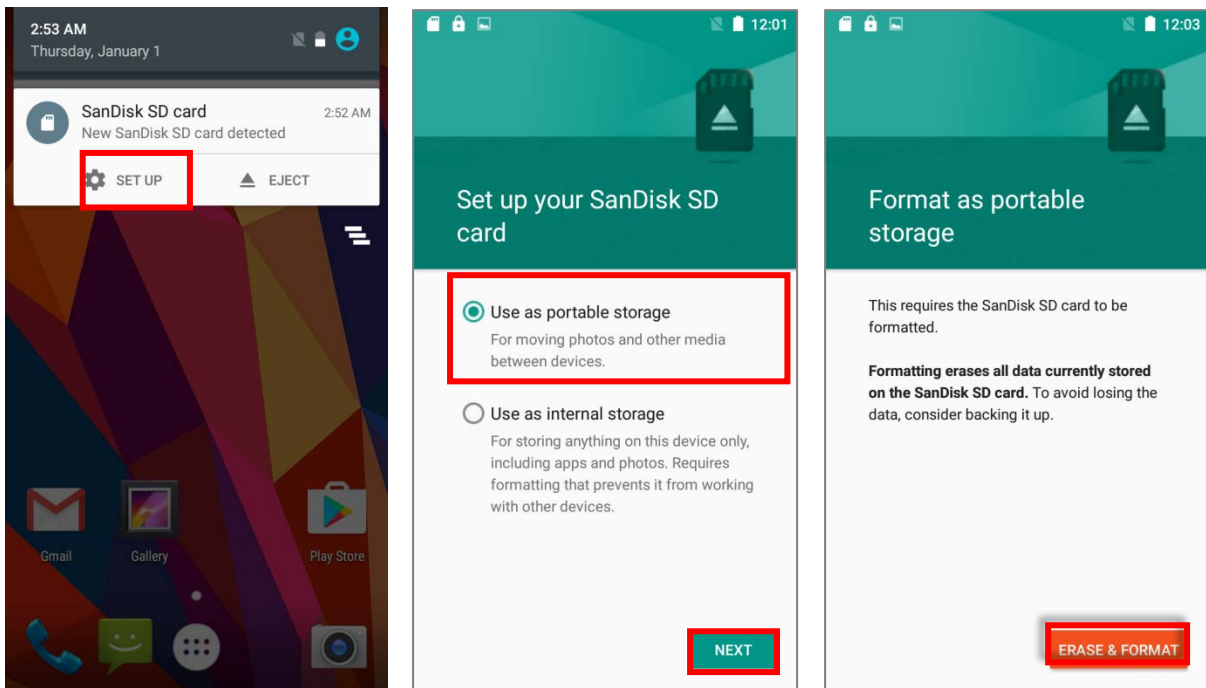 2:53 AM
Thursday, January 1
SanDisk SD card
2:52 AM
New SanDisk SD card detected
SET UP
EJECT
Gmail
Gallery
Play Store
12:01
Set up your SanDisk SD
card
Use as portable storage
For moving photos and other media
between devices.
Use as internal storage
For storing anything on this device only,
including apps and photos. Requires
formatting that prevents it from working
with other devices.
NEXT
12:03
Format as portable
storage
This requires the SanDisk SD card to be
formatted.
Formatting erases all data currently stored
on the SanDisk SD card. To avoid losing the
data, consider backing it up.
ERASE & FORMAT